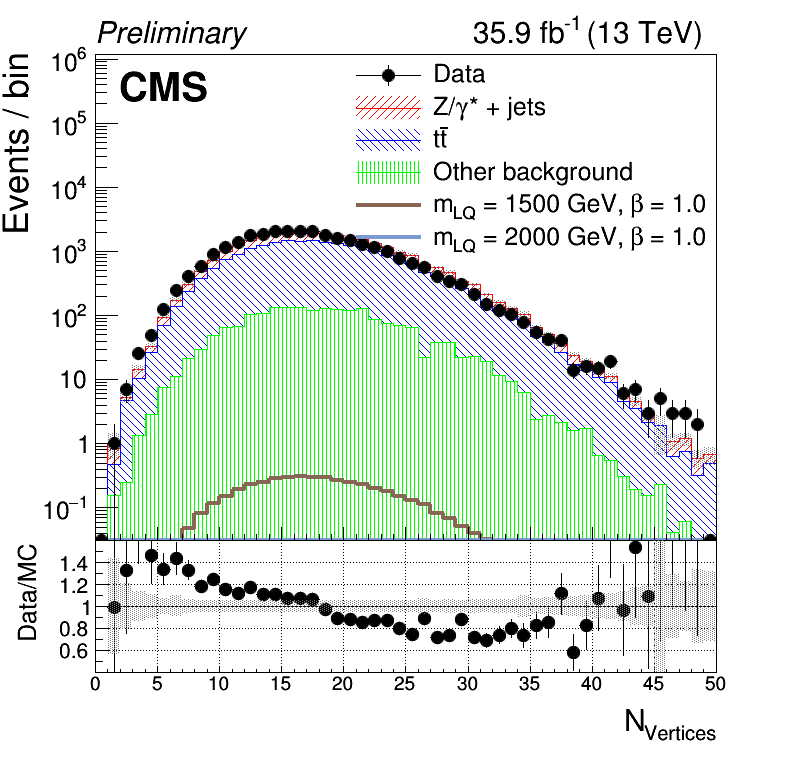 Preliminary 35.9 fb⁻¹ (13 TeV)
CMS
Data
Z/γ* + jets
tt̄
Other background
m_LQ = 1500 GeV, β = 1.0
m_LQ = 2000 GeV, β = 1.0
Events / bin
10⁶
10⁵
10⁴
10³
10²
10
1
10⁻¹
Data/MC
1.4
1.2
1
0.8
0.6
0 5 10 15 20 25 30 35 40 45 50
N_Vertices